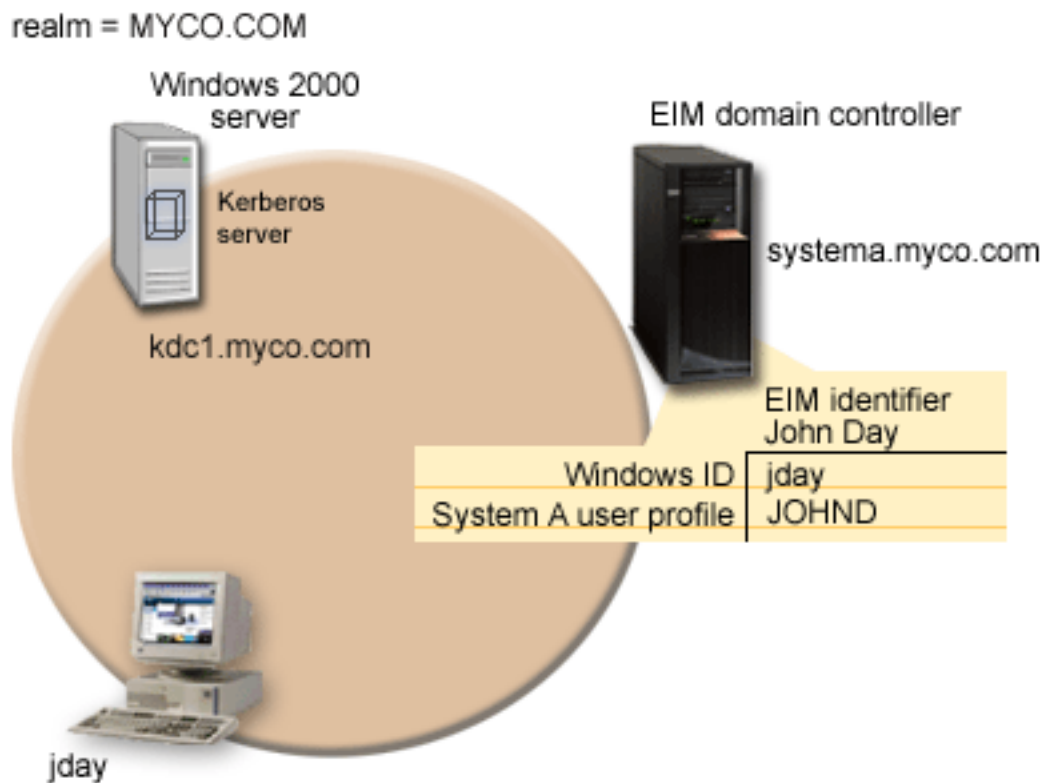 realm = MYCO.COM
Windows 2000
server
EIM domain controller
Kerberos
server
systema.myco.com
kdc1.myco.com
EIM identifier
John Day
Windows ID jday
System A user profile JOHND
jday